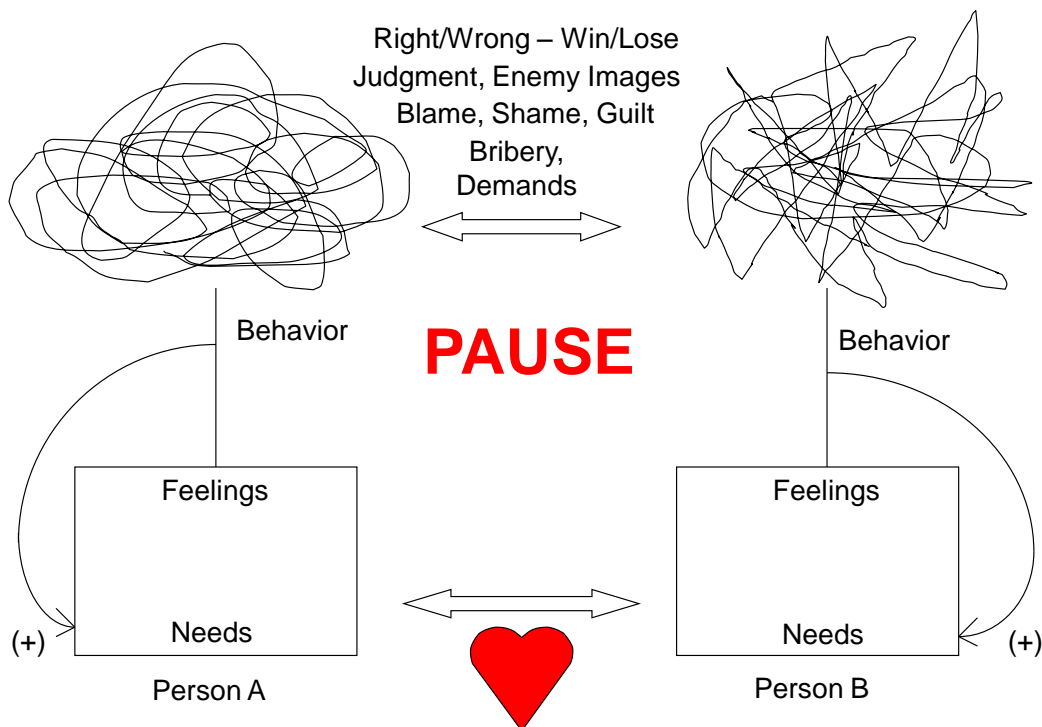 Right/Wrong – Win/Lose
Judgment, Enemy Images
Blame, Shame, Guilt
Bribery,
Demands
Behavior
PAUSE
Behavior
Feelings
Feelings
Needs
Needs
(+)
(+)
Person A
Person B